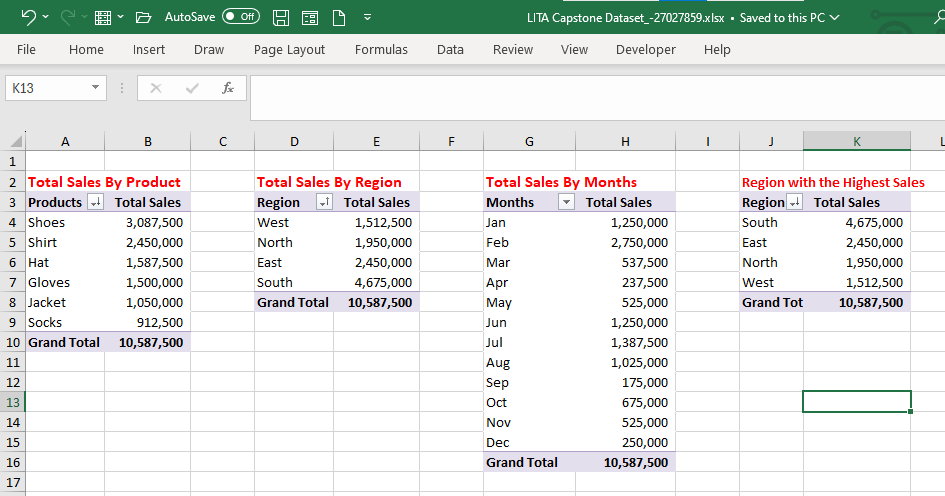 AutoSave Off LITA Capstone Dataset_-27027859.xlsx • Saved to this PC
File Home Insert Draw Page Layout Formulas Data Review View Developer Help
K13 fx
A B C D E F G H I J K L
1
2 Total Sales By Product Total Sales By Region Total Sales By Months Region with the Highest Sales
3 Products Total Sales Region Total Sales Months Total Sales Region Total Sales
4 Shoes 3,087,500 West 1,512,500 Jan 1,250,000 South 4,675,000
5 Shirt 2,450,000 North 1,950,000 Feb 2,750,000 East 2,450,000
6 Hat 1,587,500 East 2,450,000 Mar 537,500 North 1,950,000
7 Gloves 1,500,000 South 4,675,000 Apr 237,500 West 1,512,500
8 Jacket 1,050,000 Grand Total 10,587,500 May 525,000 Grand Tot 10,587,500
9 Socks 912,500 Jun 1,250,000
10 Grand Total 10,587,500 Jul 1,387,500
11 Aug 1,025,000
12 Sep 175,000
13 Oct 675,000
14 Nov 525,000
15 Dec 250,000
16 Grand Total 10,587,500
17